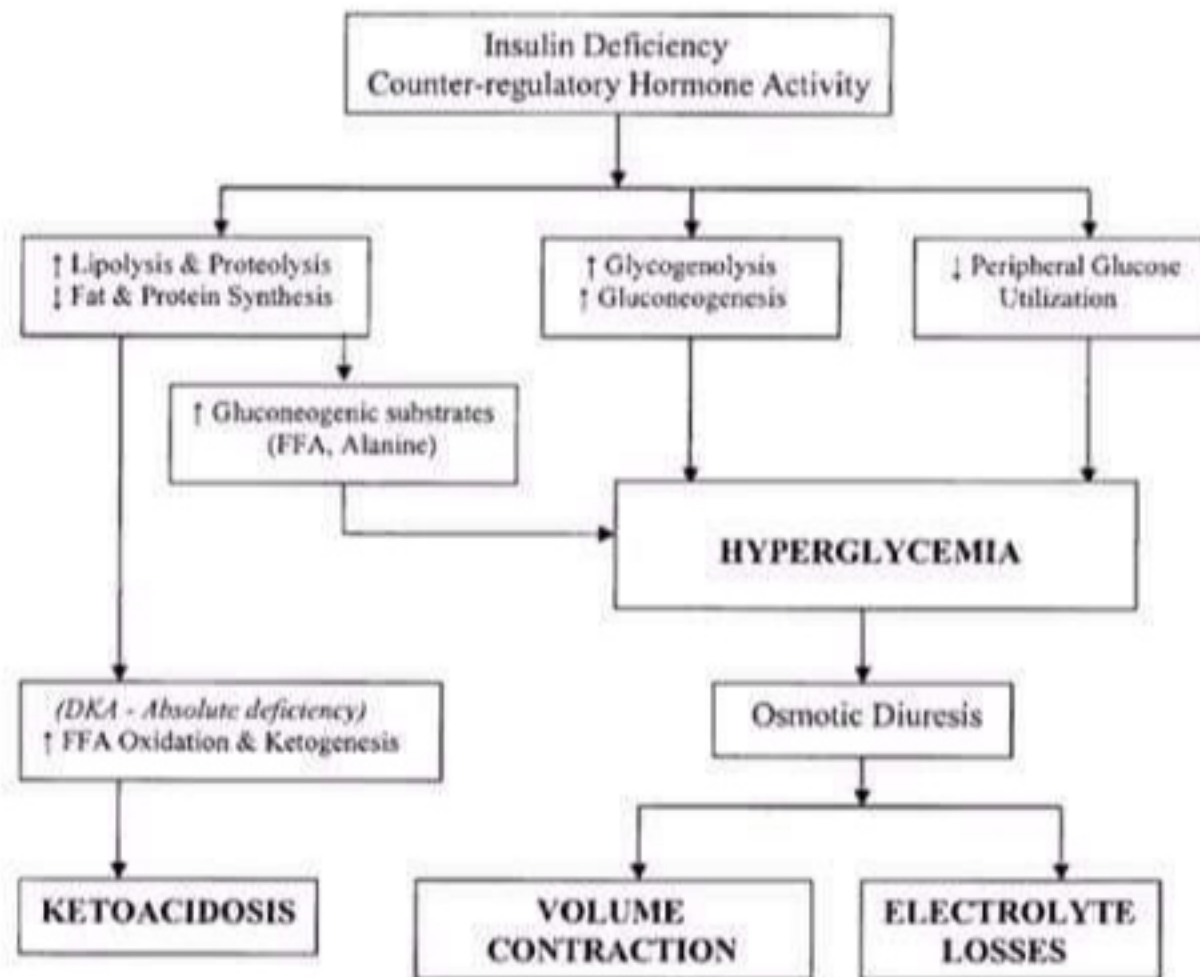 Insulin Deficiency
Counter-regulatory Hormone Activity
↑ Lipolysis & Proteolysis
↓ Fat & Protein Synthesis
↑ Glycogenolysis
↑ Gluconeogenesis
↓ Peripheral Glucose
Utilization
↑ Gluconeogenic substrates
(FFA, Alanine)
HYPERGLYCEMIA
(DKA - Absolute deficiency)
↑ FFA Oxidation & Ketogenesis
Osmotic Diuresis
KETOACIDOSIS
VOLUME
CONTRACTION
ELECTROLYTE
LOSSES